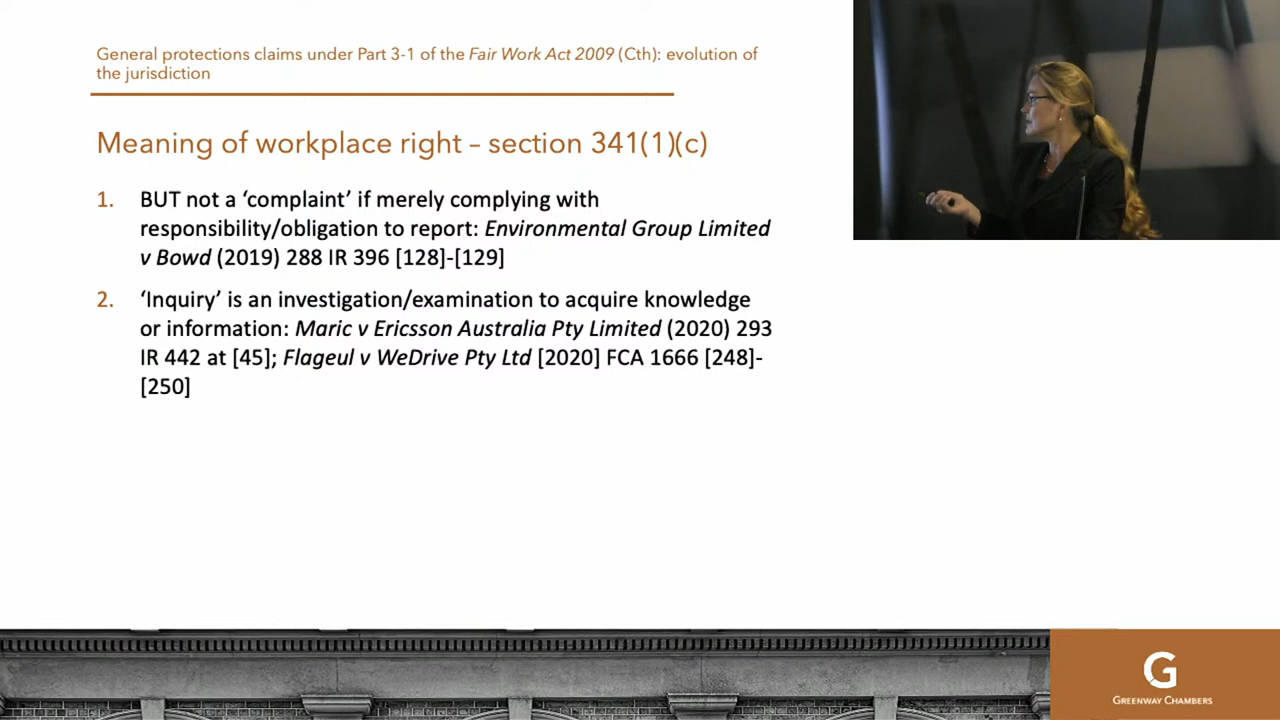 General protections claims under Part 3-1 of the Fair Work Act 2009 (Cth): evolution of
the jurisdiction
Meaning of workplace right – section 341(1)(c)
1. BUT not a ‘complaint’ if merely complying with
responsibility/obligation to report: Environmental Group Limited
v Bowd (2019) 288 IR 396 [128]-[129]
2. ‘Inquiry’ is an investigation/examination to acquire knowledge
or information: Maric v Ericsson Australia Pty Limited (2020) 293
IR 442 at [45]; Flageul v WeDrive Pty Ltd [2020] FCA 1666 [248]-
[250]
G
GREENWAY CHAMBERS